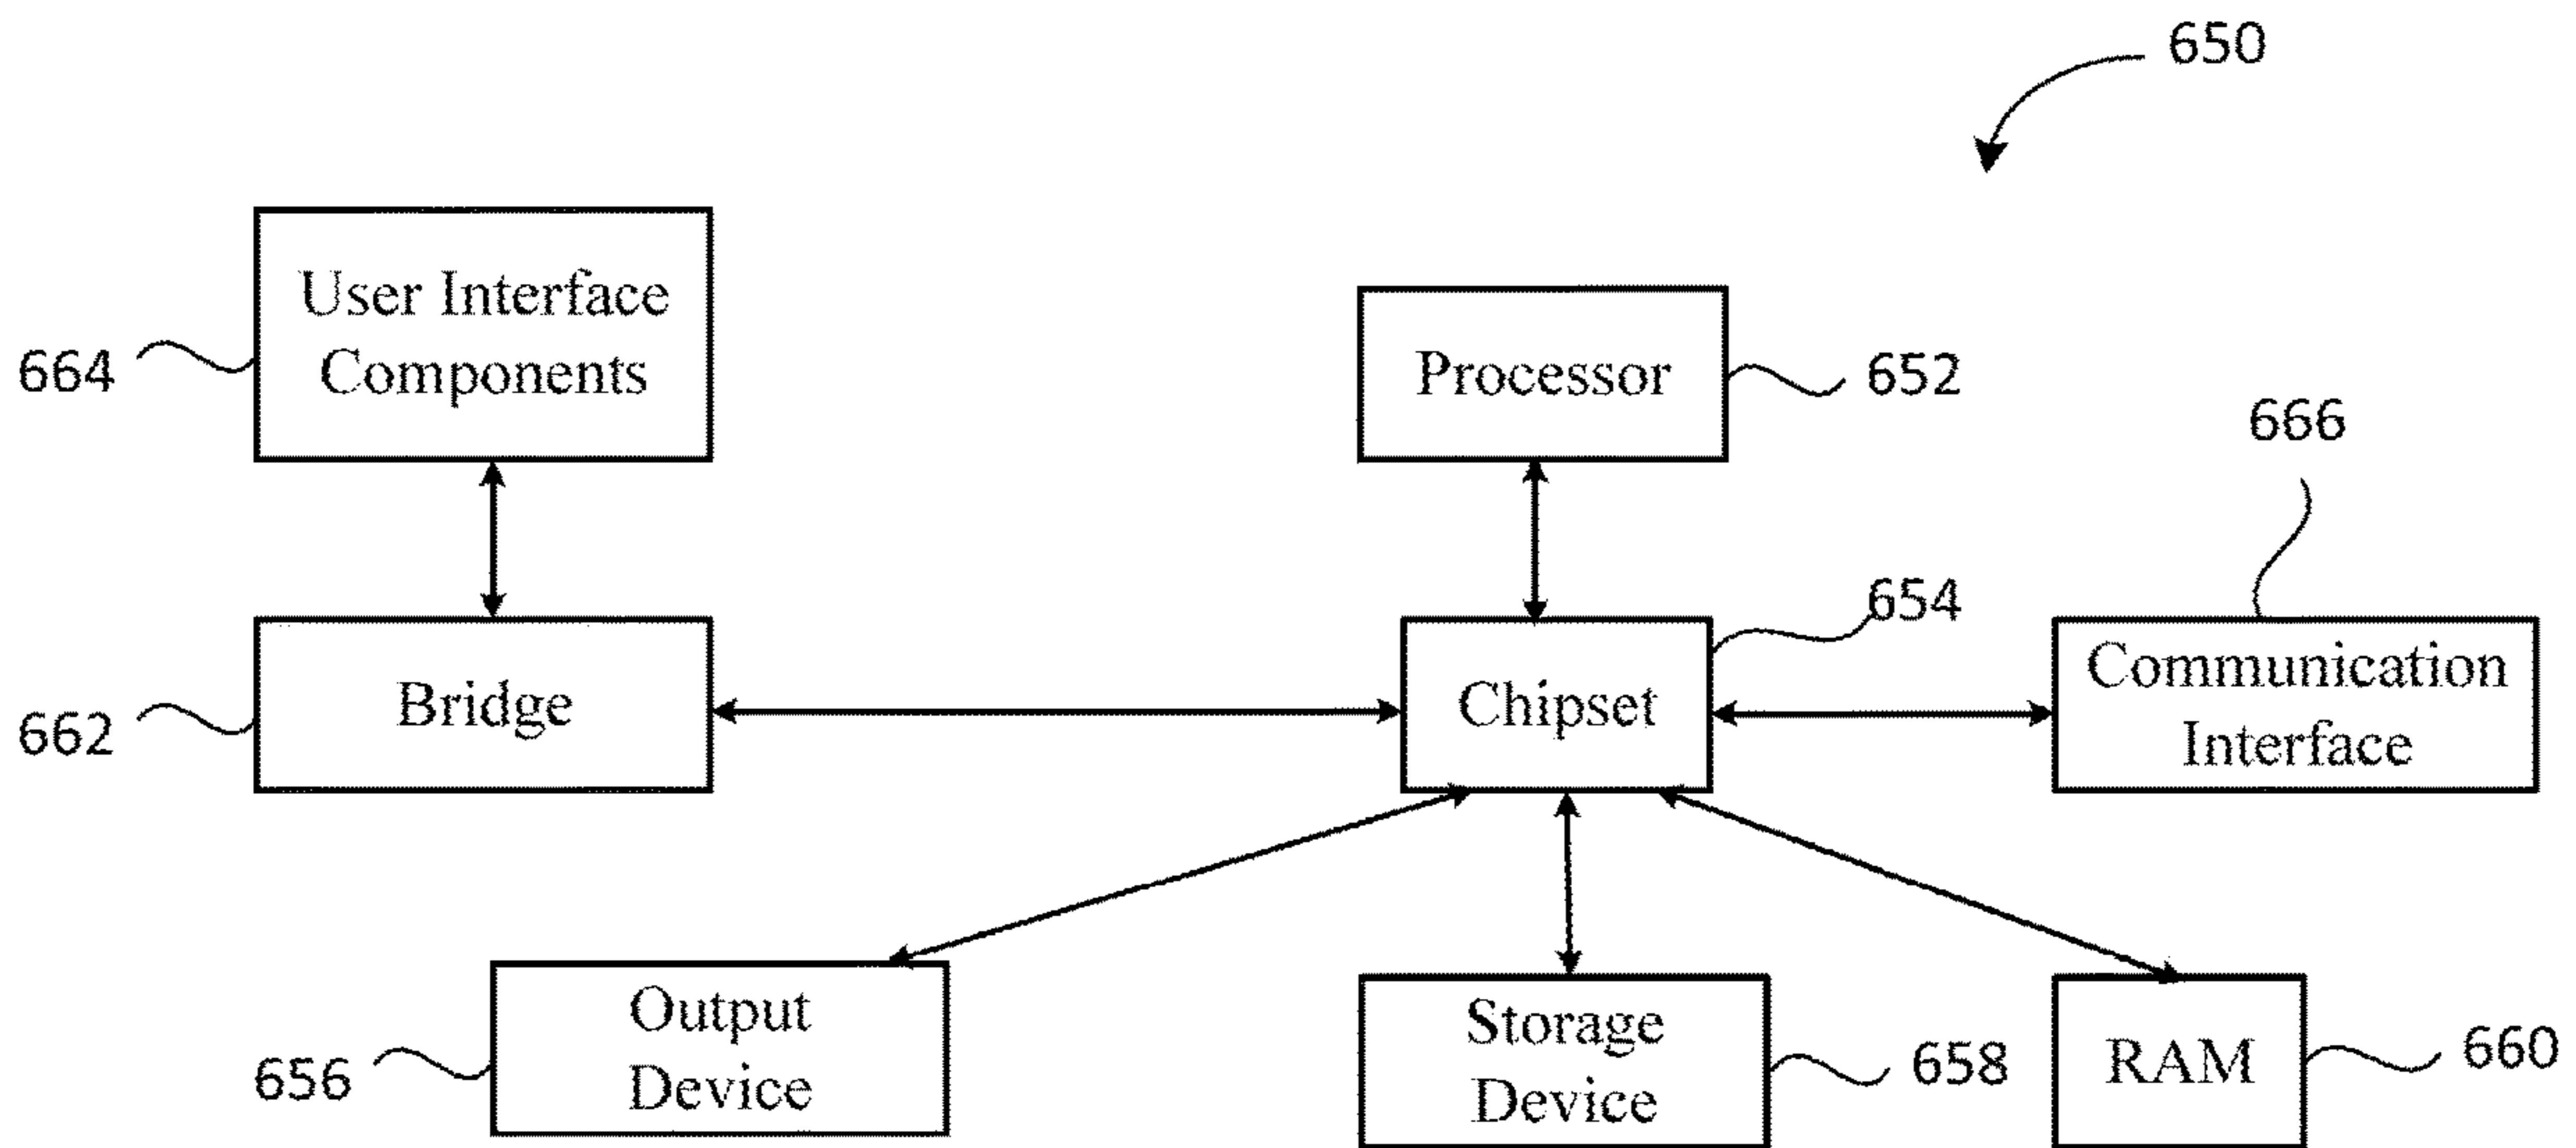 650
User Interface
Components
664
Processor
652
666
654
Bridge
662
Chipset
Communication
Interface
Output
Device
656
Storage
Device
658
RAM
660